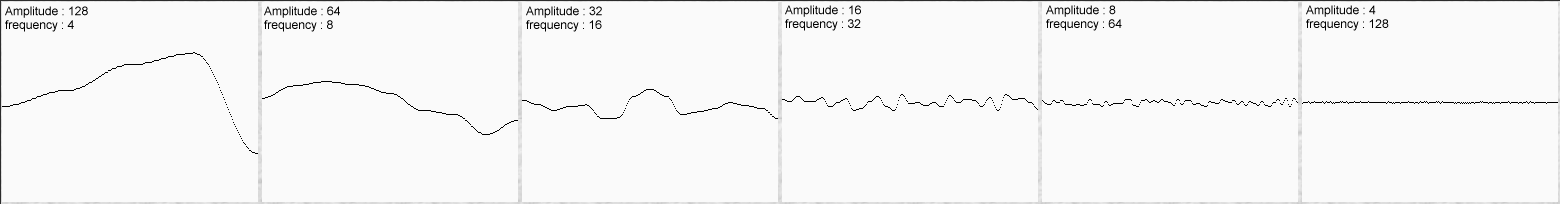 Amplitude : 128
frequency : 4
Amplitude : 64
frequency : 8
Amplitude : 32
frequency : 16
Amplitude : 16
frequency : 32
Amplitude : 8
frequency : 64
Amplitude : 4
frequency : 128